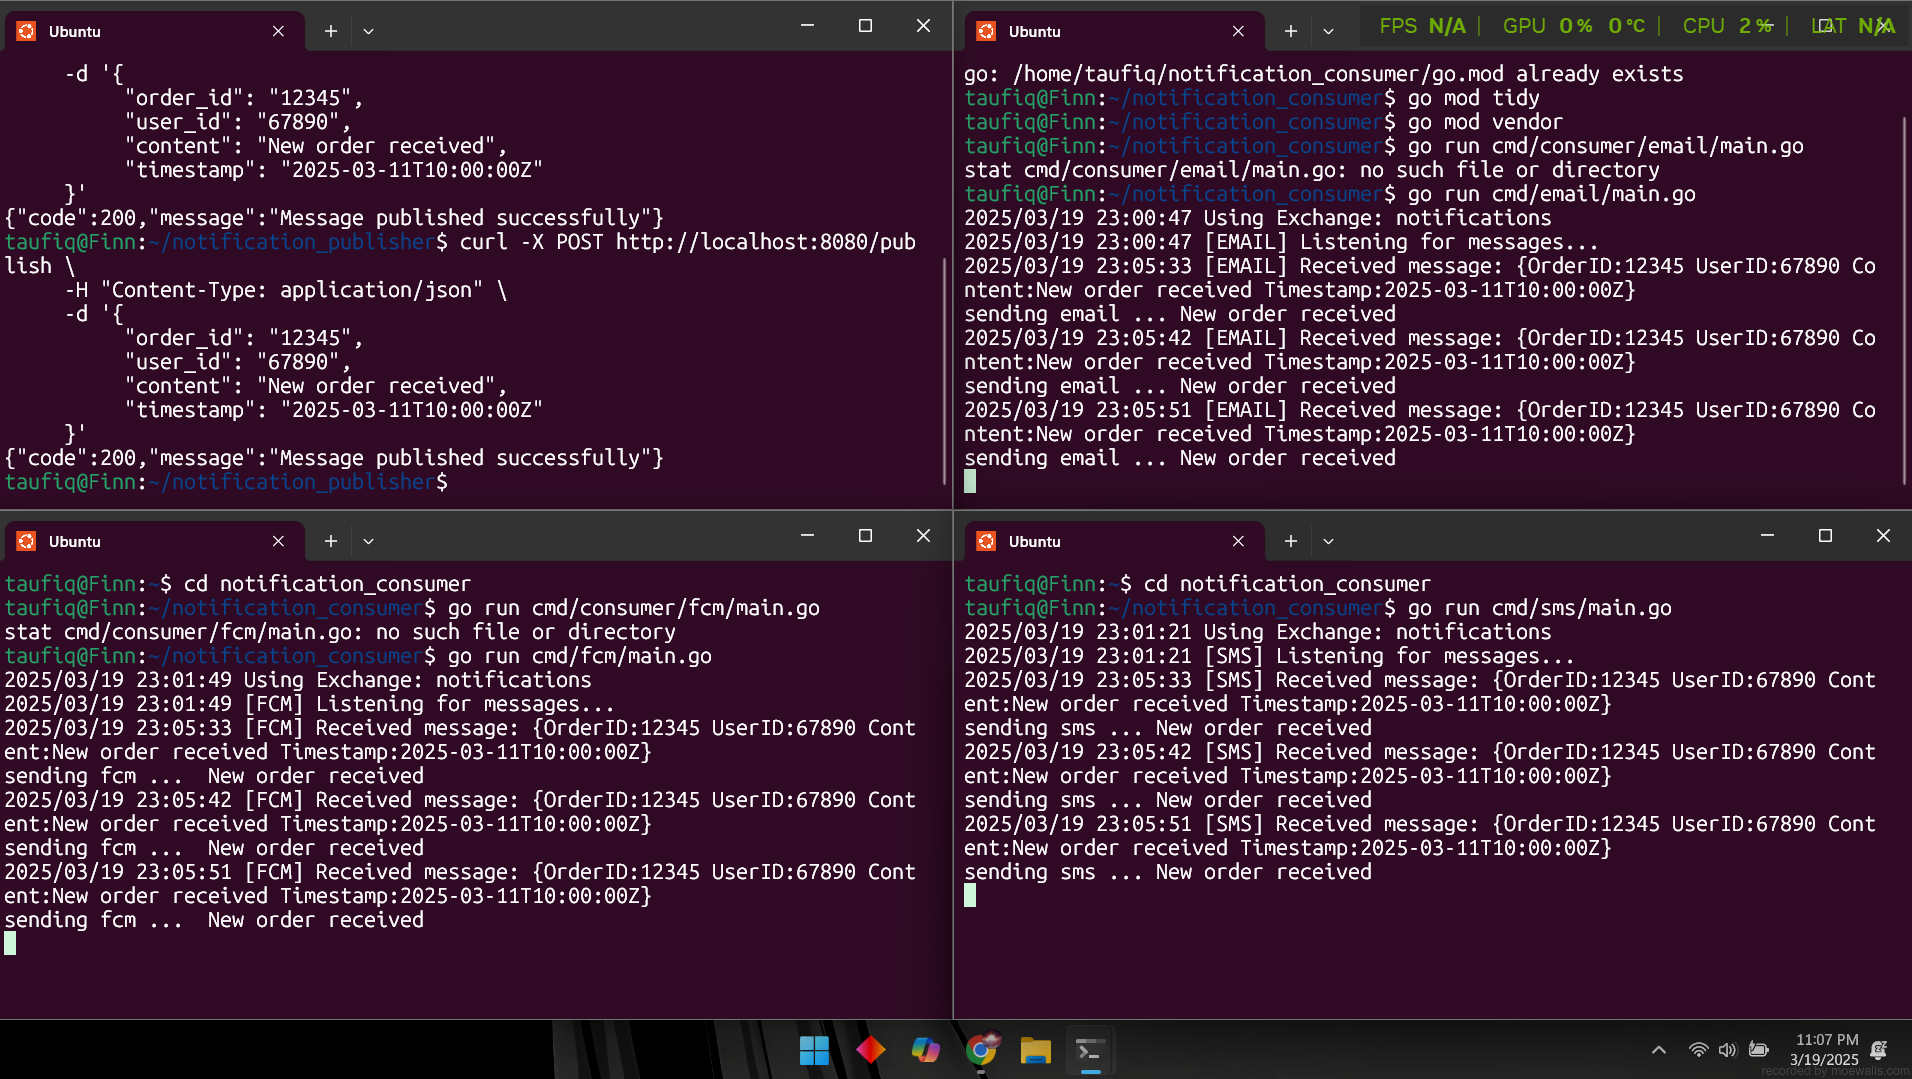 Ubuntu
-d '{
"order_id": "12345",
"user_id": "67890",
"content": "New order received",
"timestamp": "2025-03-11T10:00:00Z"
}'
{"code":200,"message":"Message published successfully"}
taufiq@Finn:~/notification_publisher$ curl -X POST http://localhost:8080/pub
lish \
-H "Content-Type: application/json" \
-d '{
"order_id": "12345",
"user_id": "67890",
"content": "New order received",
"timestamp": "2025-03-11T10:00:00Z"
}'
{"code":200,"message":"Message published successfully"}
taufiq@Finn:~/notification_publisher$
Ubuntu
FPS N/A | GPU 0% 0°C | CPU 2% | LAT N/A
go: /home/taufiq/notification_consumer/go.mod already exists
taufiq@Finn:~/notification_consumer$ go mod tidy
taufiq@Finn:~/notification_consumer$ go mod vendor
taufiq@Finn:~/notification_consumer$ go run cmd/consumer/email/main.go
stat cmd/consumer/email/main.go: no such file or directory
taufiq@Finn:~/notification_consumer$ go run cmd/email/main.go
2025/03/19 23:00:47 Using Exchange: notifications
2025/03/19 23:00:47 [EMAIL] Listening for messages...
2025/03/19 23:05:33 [EMAIL] Received message: {OrderID:12345 UserID:67890 Co
ntent:New order received Timestamp:2025-03-11T10:00:00Z}
sending email ... New order received
2025/03/19 23:05:42 [EMAIL] Received message: {OrderID:12345 UserID:67890 Co
ntent:New order received Timestamp:2025-03-11T10:00:00Z}
sending email ... New order received
2025/03/19 23:05:51 [EMAIL] Received message: {OrderID:12345 UserID:67890 Co
ntent:New order received Timestamp:2025-03-11T10:00:00Z}
sending email ... New order received
Ubuntu
taufiq@Finn:~$ cd notification_consumer
taufiq@Finn:~/notification_consumer$ go run cmd/consumer/fcm/main.go
stat cmd/consumer/fcm/main.go: no such file or directory
taufiq@Finn:~/notification_consumer$ go run cmd/fcm/main.go
2025/03/19 23:01:49 Using Exchange: notifications
2025/03/19 23:01:49 [FCM] Listening for messages...
2025/03/19 23:05:33 [FCM] Received message: {OrderID:12345 UserID:67890 Cont
ent:New order received Timestamp:2025-03-11T10:00:00Z}
sending fcm ...  New order received
2025/03/19 23:05:42 [FCM] Received message: {OrderID:12345 UserID:67890 Cont
ent:New order received Timestamp:2025-03-11T10:00:00Z}
sending fcm ...  New order received
2025/03/19 23:05:51 [FCM] Received message: {OrderID:12345 UserID:67890 Cont
ent:New order received Timestamp:2025-03-11T10:00:00Z}
sending fcm ...  New order received
Ubuntu
taufiq@Finn:~$ cd notification_consumer
taufiq@Finn:~/notification_consumer$ go run cmd/sms/main.go
2025/03/19 23:01:21 Using Exchange: notifications
2025/03/19 23:01:21 [SMS] Listening for messages...
2025/03/19 23:05:33 [SMS] Received message: {OrderID:12345 UserID:67890 Cont
ent:New order received Timestamp:2025-03-11T10:00:00Z}
sending sms ... New order received
2025/03/19 23:05:42 [SMS] Received message: {OrderID:12345 UserID:67890 Cont
ent:New order received Timestamp:2025-03-11T10:00:00Z}
sending sms ... New order received
2025/03/19 23:05:51 [SMS] Received message: {OrderID:12345 UserID:67890 Cont
ent:New order received Timestamp:2025-03-11T10:00:00Z}
sending sms ... New order received
11:07 PM
3/19/2025
recorded by moewalls.com